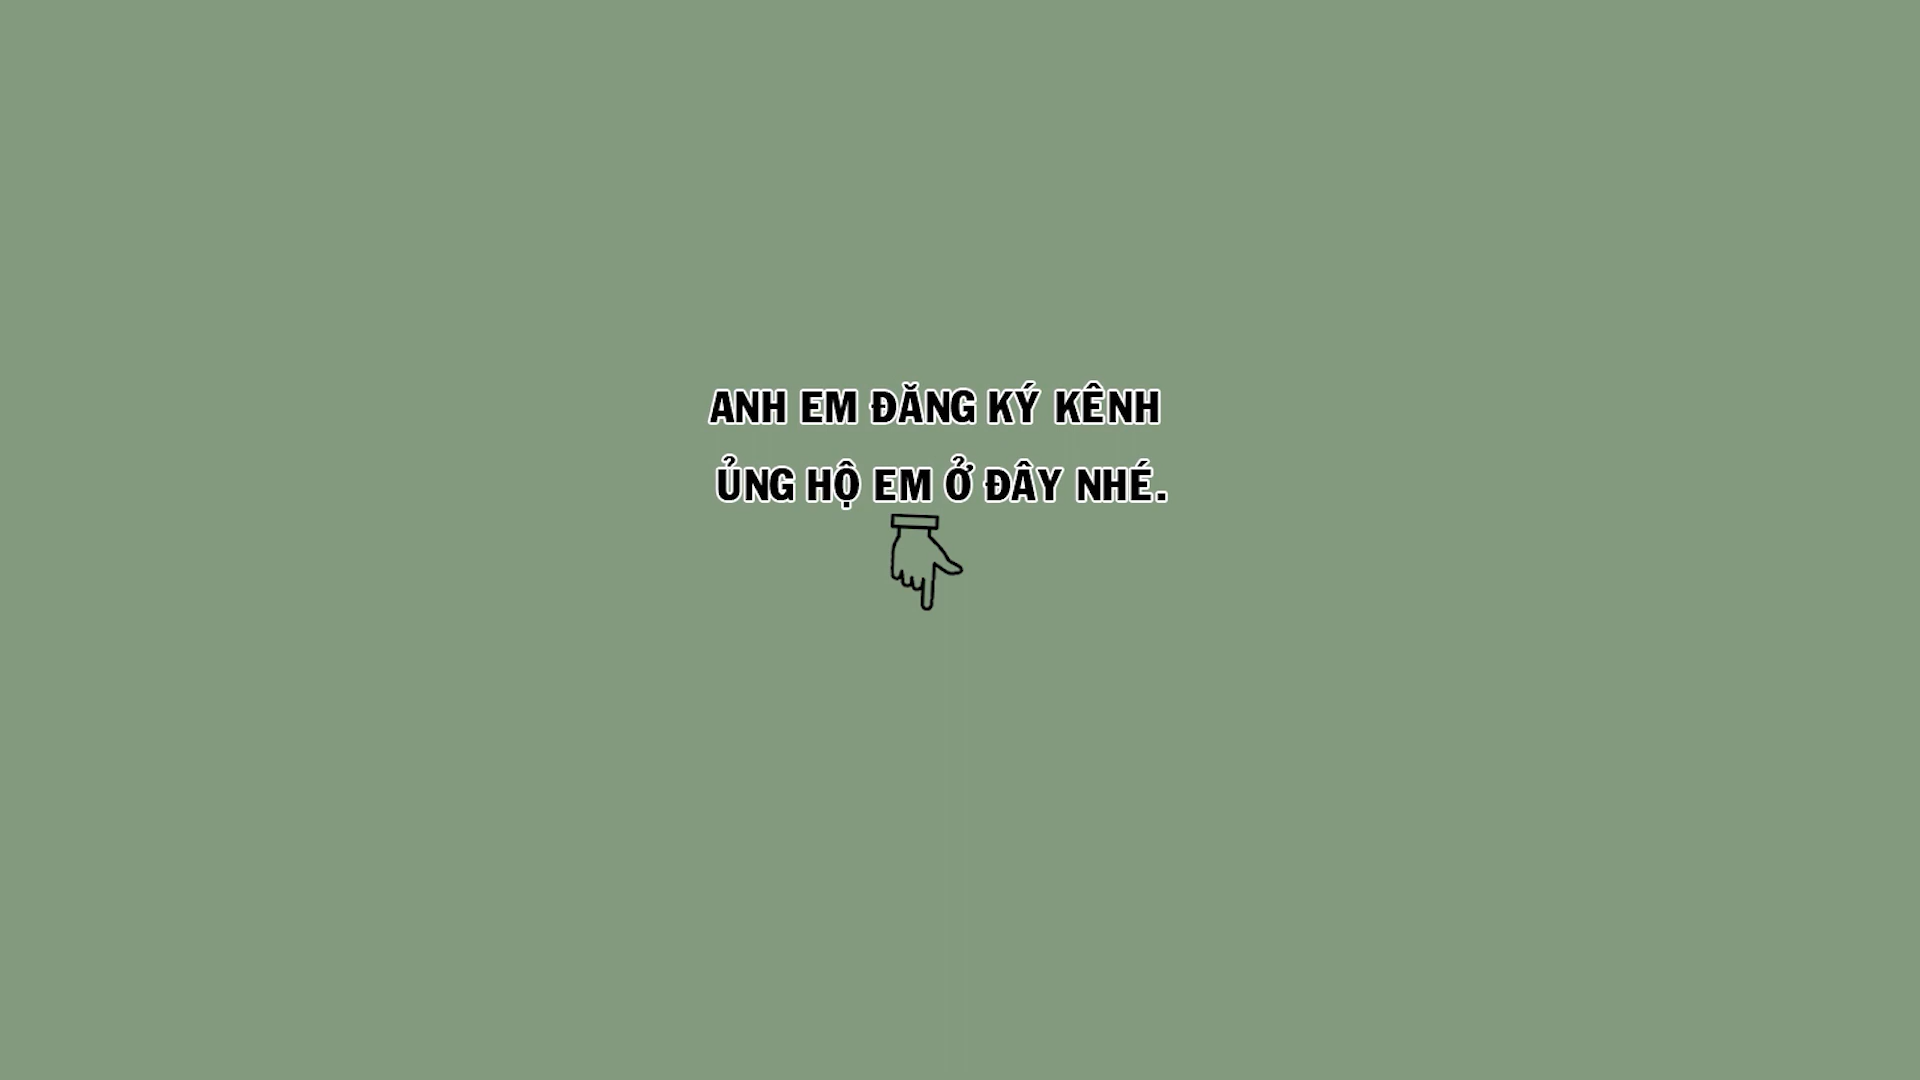 ANH EM ĐĂNG KÝ KÊNH
ỦNG HỘ EM Ở ĐÂY NHÉ.